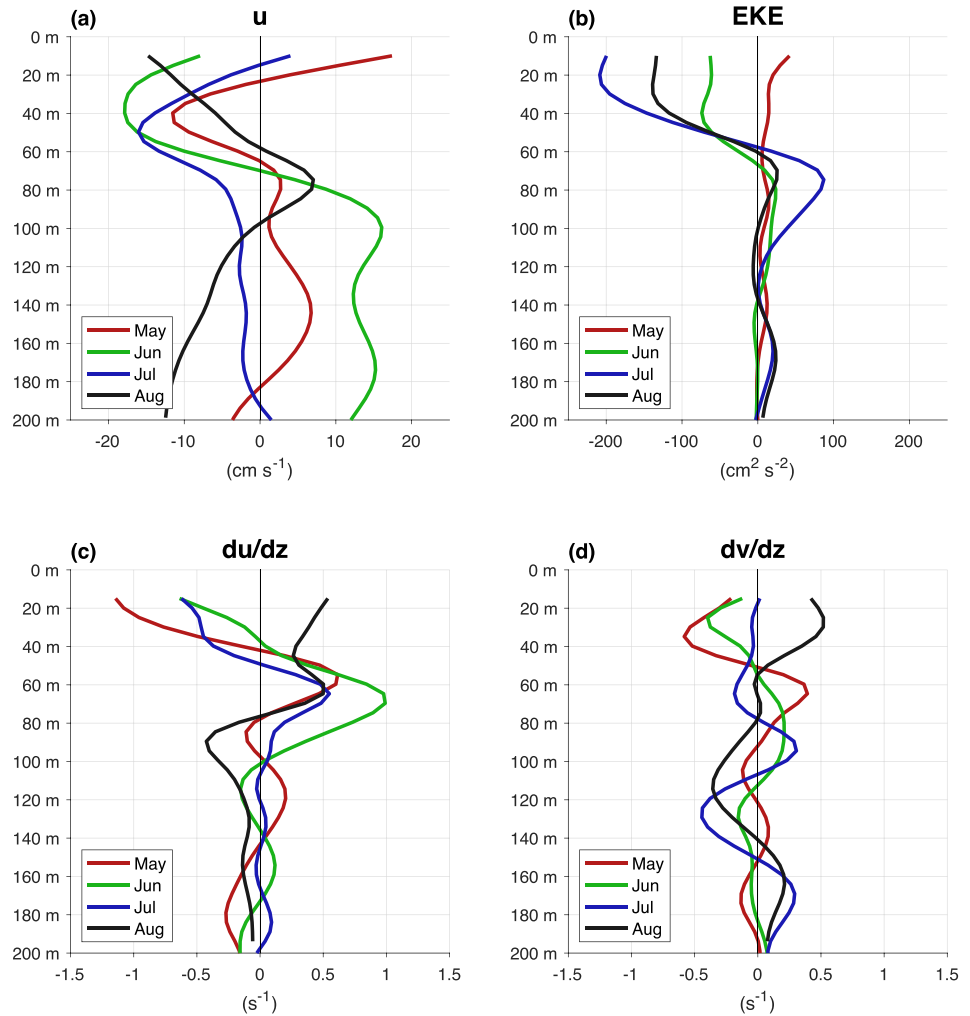 (a) u
0 m
20 m
40 m
60 m
80 m
100 m
120 m
140 m
160 m
180 m
200 m
May
Jun
Jul
Aug
-20 -10 0 10 20
(cm s⁻¹)
(b) EKE
0 m
20 m
40 m
60 m
80 m
100 m
120 m
140 m
160 m
180 m
200 m
May
Jun
Jul
Aug
-200 -100 0 100 200
(cm² s⁻²)
(c) du/dz
0 m
20 m
40 m
60 m
80 m
100 m
120 m
140 m
160 m
180 m
200 m
May
Jun
Jul
Aug
-1.5 -1 -0.5 0 0.5 1 1.5
(s⁻¹)
(d) dv/dz
0 m
20 m
40 m
60 m
80 m
100 m
120 m
140 m
160 m
180 m
200 m
May
Jun
Jul
Aug
-1.5 -1 -0.5 0 0.5 1 1.5
(s⁻¹)